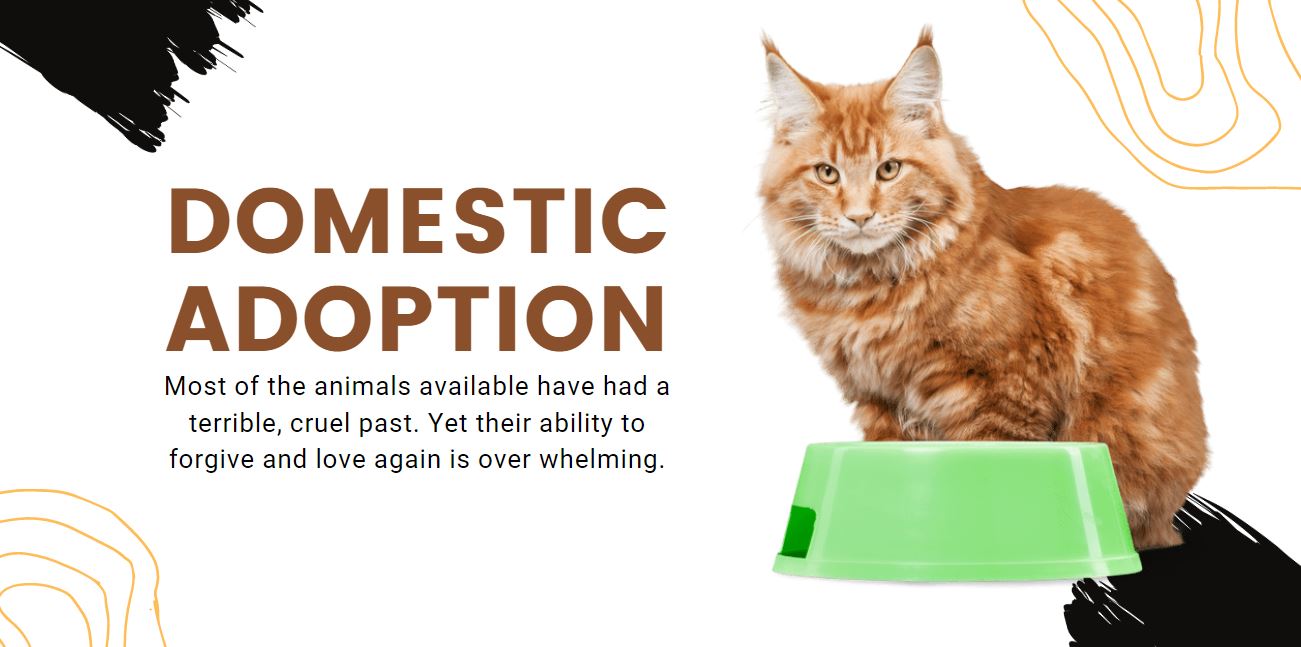 DOMESTIC
ADOPTION
Most of the animals available have had a
terrible, cruel past. Yet their ability to
forgive and love again is over whelming.